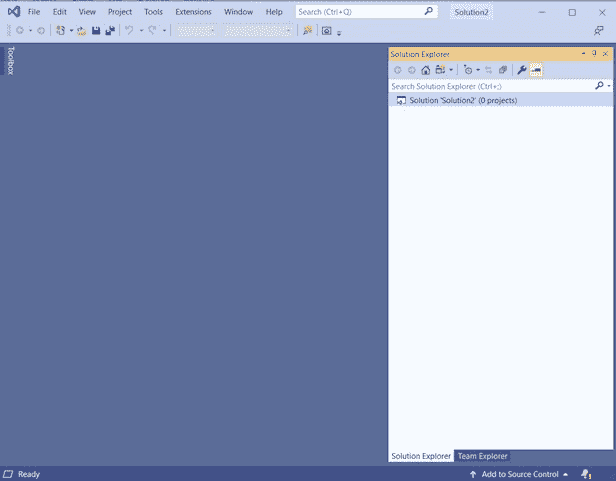 File Edit View Project Tools Extensions Window Help Search (Ctrl+Q) Solution2
Toolbox
Solution Explorer
Search Solution Explorer (Ctrl+;)
Solution 'Solution2' (0 projects)
Solution Explorer Team Explorer
Ready Add to Source Control